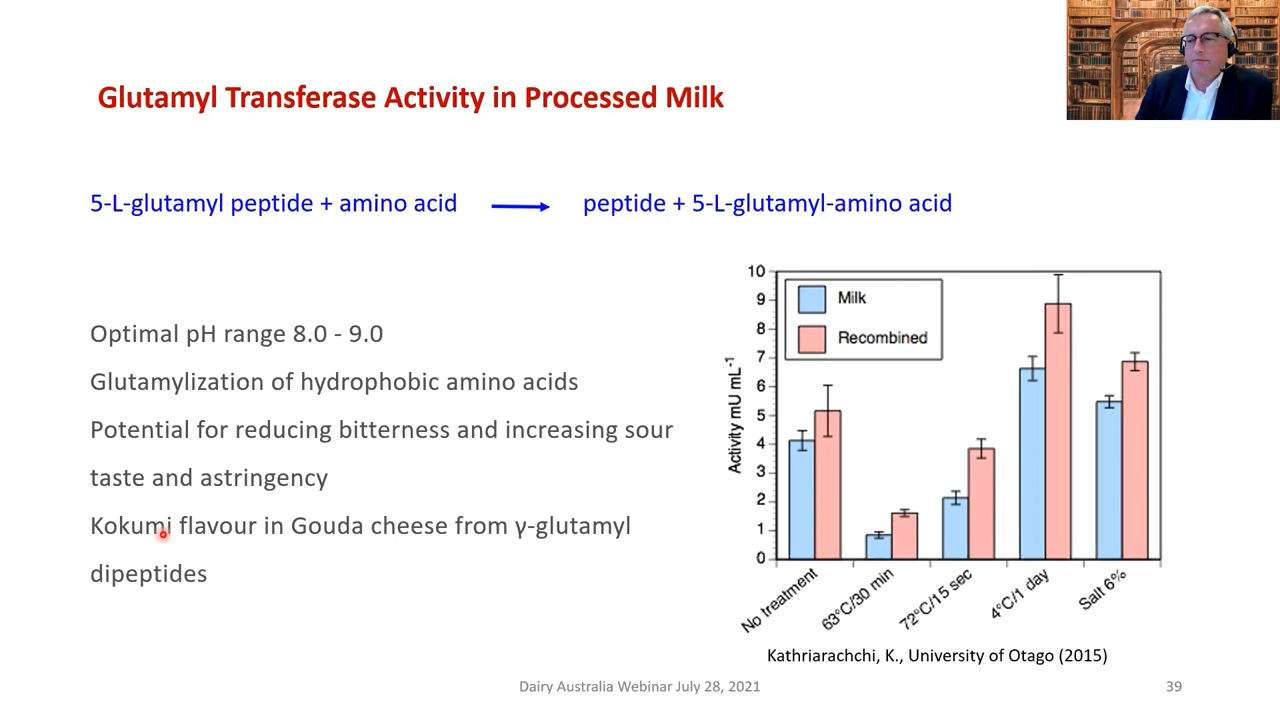 Glutamyl Transferase Activity in Processed Milk
5-L-glutamyl peptide + amino acid peptide + 5-L-glutamyl-amino acid
Optimal pH range 8.0 - 9.0
Glutamylization of hydrophobic amino acids
Potential for reducing bitterness and increasing sour
taste and astringency
Kokumi flavour in Gouda cheese from γ-glutamyl
dipeptides
10
9
8
7
6
5
4
3
2
1
0
Activity mU mL⁻¹
Milk
Recombined
No treatment
63°C/30 min
72°C/15 sec
4°C/1 day
Salt 6%
Kathriarachchi, K., University of Otago (2015)
Dairy Australia Webinar July 28, 2021
39